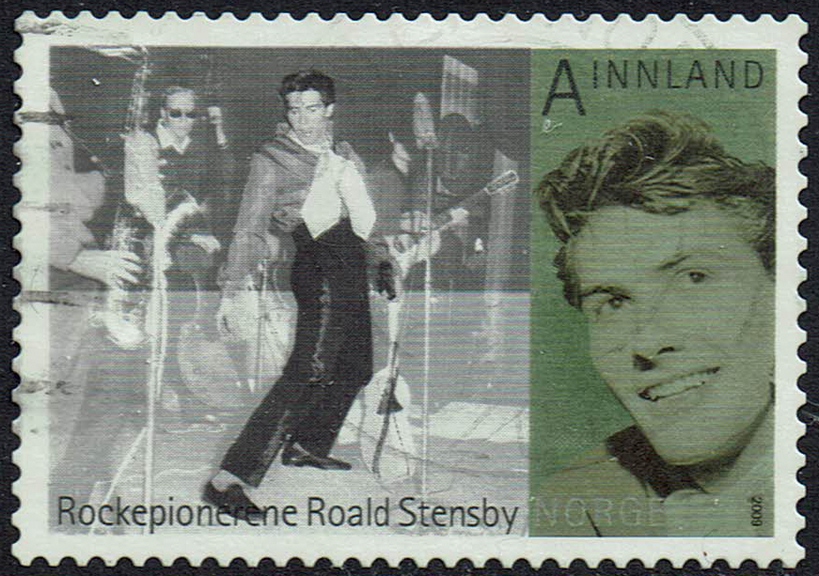 A INNLAND
Rockepionerene Roald Stensby
NORGE
2009